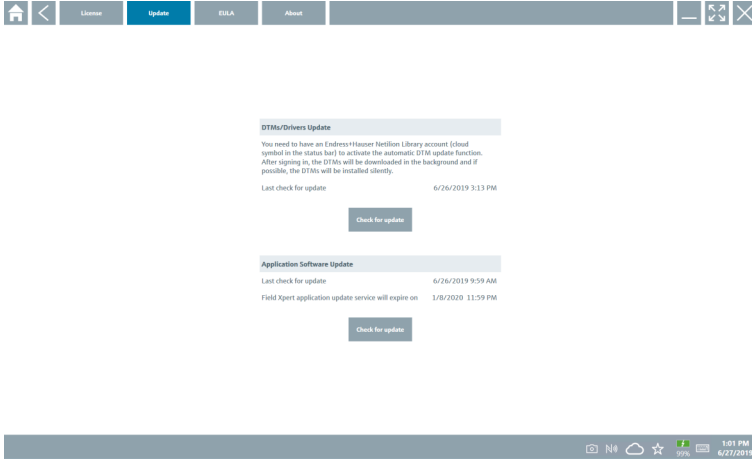 License Update EULA About
DTMs/Drivers Update
You need to have an Endress+Hauser Netilion Library account (cloud
symbol in the status bar) to activate the automatic DTM update function.
After signing in, the DTMs will be downloaded in the background and if
possible, the DTMs will be installed silently.
Last check for update 6/26/2019 3:13 PM
Check for update
Application Software Update
Last check for update 6/26/2019 9:59 AM
Field Xpert application update service will expire on 1/8/2020 11:59 PM
Check for update
1:01 PM
99% 6/27/2019